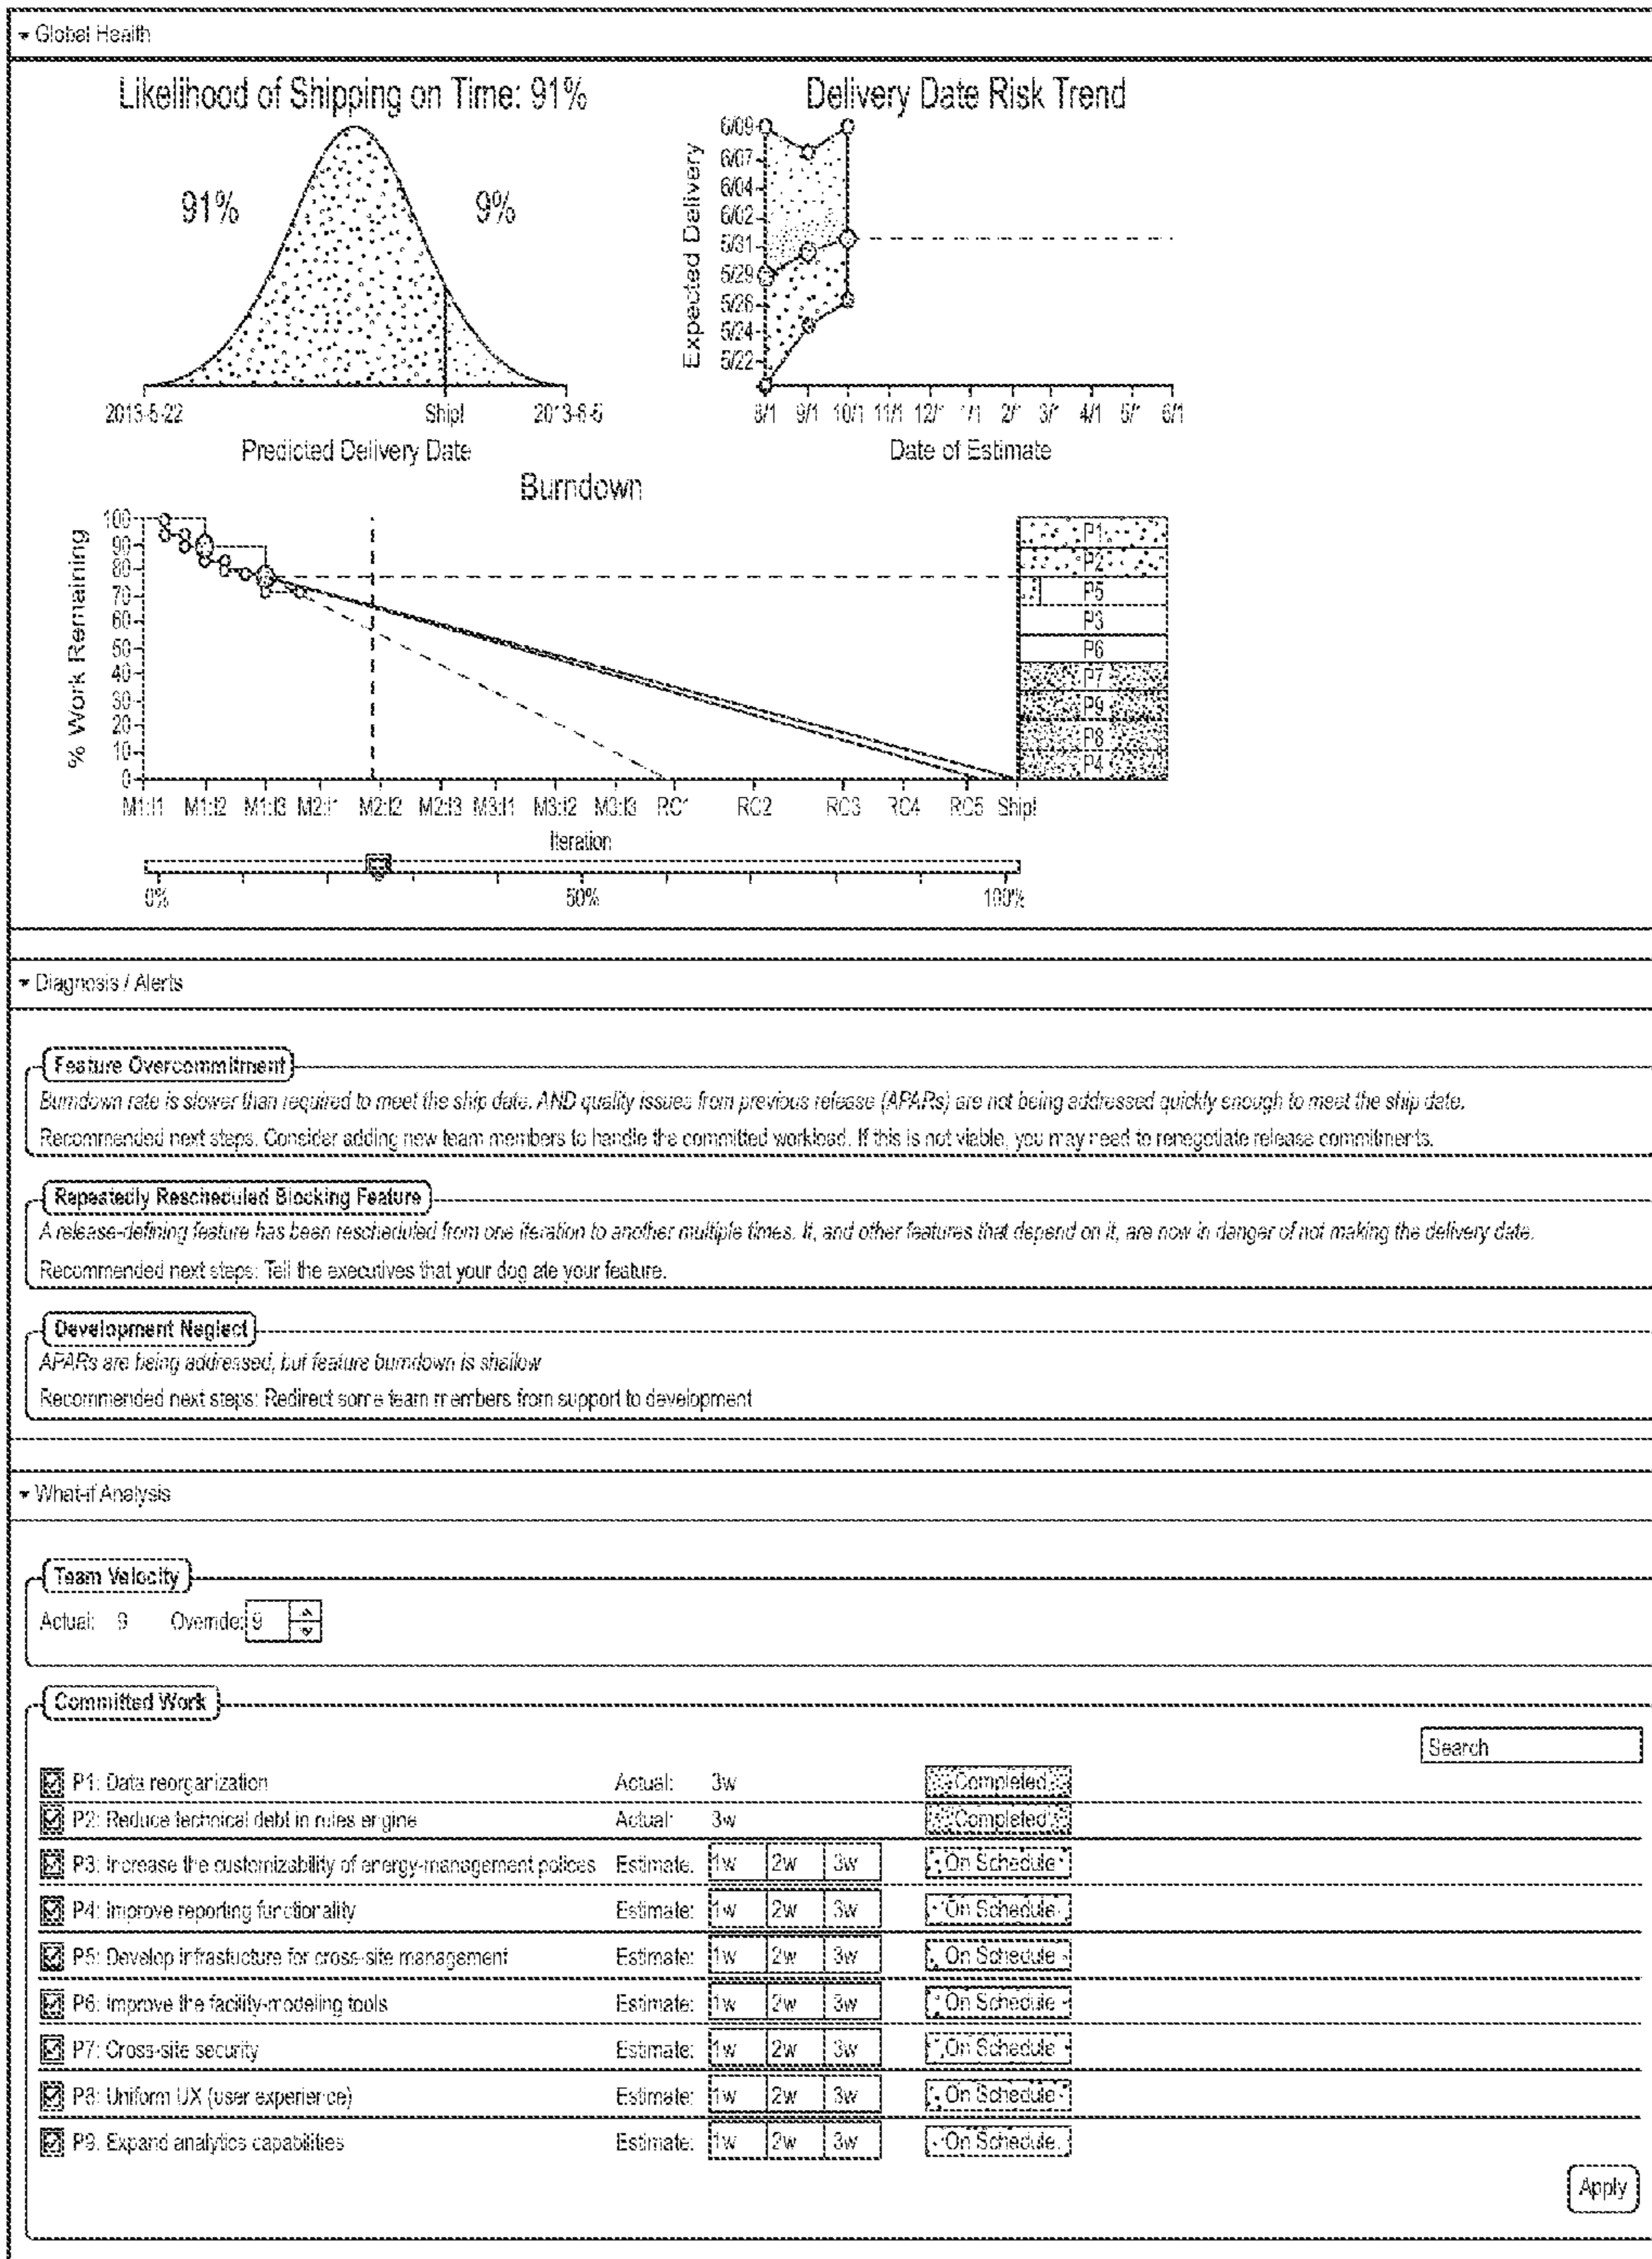 Global Health
Likelihood of Shipping on Time: 91%
91%
9%
2013-5-22
Ship!
Predicted Delivery Date
Delivery Date Risk Trend
Expected Delivery
6/09
6/07
6/04
6/02
5/31
5/29
5/26
5/24
5/22
8/1 9/1 10/1 11/1 12/1 1/1 2/1 3/1 4/1 5/1 6/1
Date of Estimate
Burndown
% Work Remaining
100
90
80
70
60
50
40
30
20
10
0
M1:I1 M1:I2 M1:I3 M2:I1 M2:I2 M2:I3 M3:I1 M3:I2 M3:I3 RC1 RC2 RC3 RC4 RC5 Ship!
Iteration
0% 50% 100%
P1
P2
P5
P3
P6
P7
P9
P8
P4
Diagnosis / Alerts
Feature Overcommitment
Burndown rate is slower than required to meet the ship date. AND quality issues from previous release (APARs) are not being addressed quickly enough to meet the ship date.
Recommended next steps. Consider adding new team members to handle the committed workload. If this is not viable, you may need to renegotiate release commitments.
Repeatedly Rescheduled Blocking Feature
A release-defining feature has been rescheduled from one iteration to another multiple times. It, and other features that depend on it, are now in danger of not making the delivery date.
Recommended next steps: Tell the executives that your dog ate your feature.
Development Neglect
APARs are being addressed, but feature burndown is shallow
Recommended next steps: Redirect some team members from support to development
What-if Analysis
Team Velocity
Actual: 9 Override: 9
Committed Work
Search
P1: Data reorganization Actual: 3w Completed
P2: Reduce technical debt in rules engine Actual: 3w Completed
P3: Increase the customizability of energy-management polices Estimate: 1w 2w 3w On Schedule
P4: Improve reporting functionality Estimate: 1w 2w 3w On Schedule
P5: Develop infrastucture for cross-site management Estimate: 1w 2w 3w On Schedule
P6: Improve the facility-modeling tools Estimate: 1w 2w 3w On Schedule
P7: Cross-site security Estimate: 1w 2w 3w On Schedule
P8: Uniform UX (user experience) Estimate: 1w 2w 3w On Schedule
P9: Expand analytics capabilities Estimate: 1w 2w 3w On Schedule
Apply